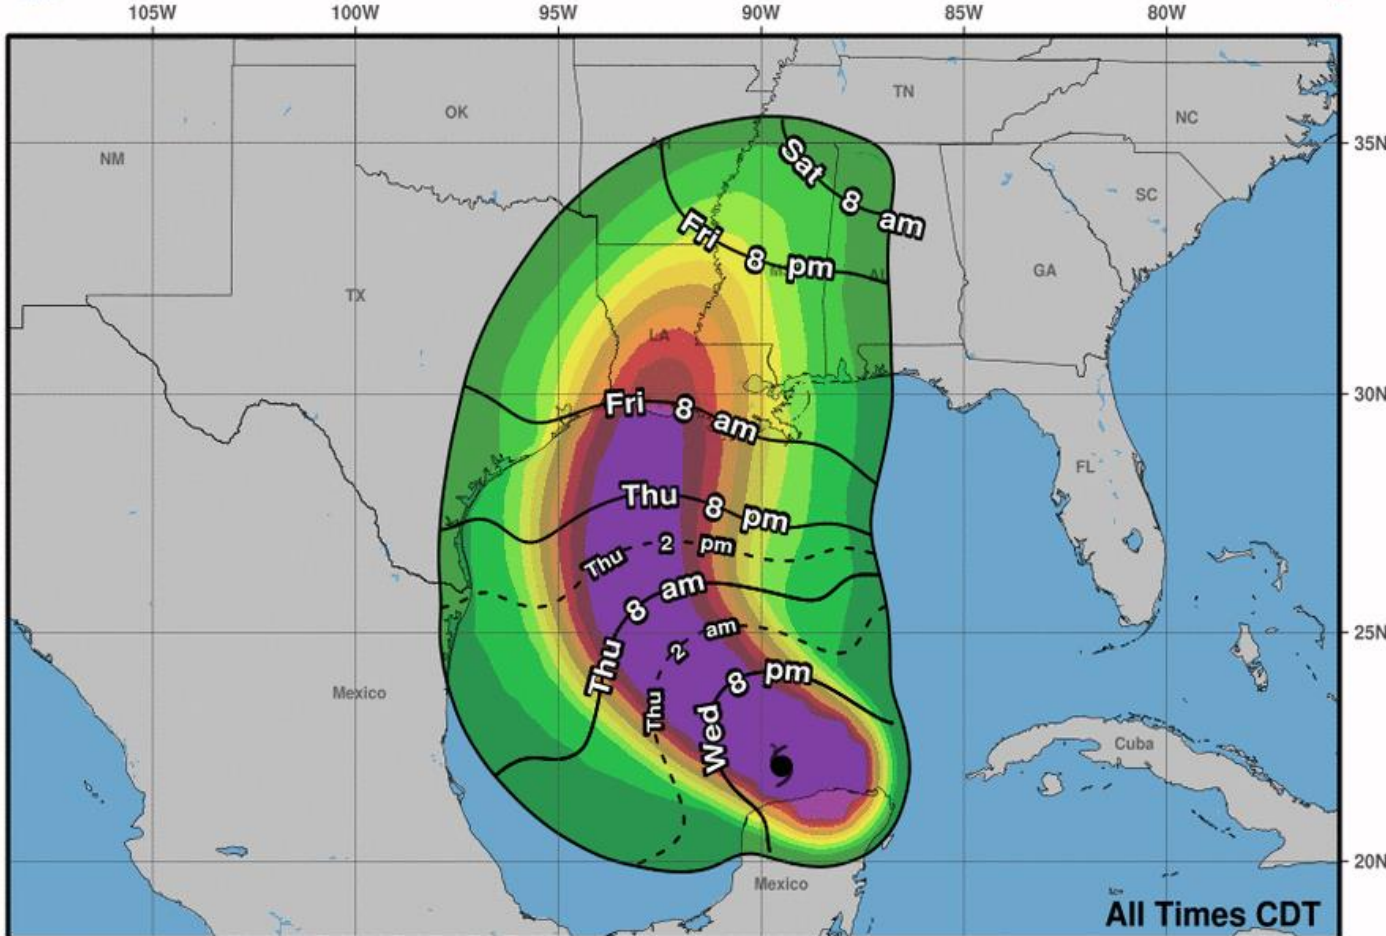 105W 100W 95W 90W 85W 80W
TN
OK
NC
35N
NM
Sat 8 am
SC
Fri 8 pm
GA
TX
LA
30N
Fri 8 am
FL
Thu 8 pm
Thu 2 pm
Thu 8 am
25N
Thu 2 am
Wed 8 pm
Mexico
Cuba
20N
Mexico
All Times CDT